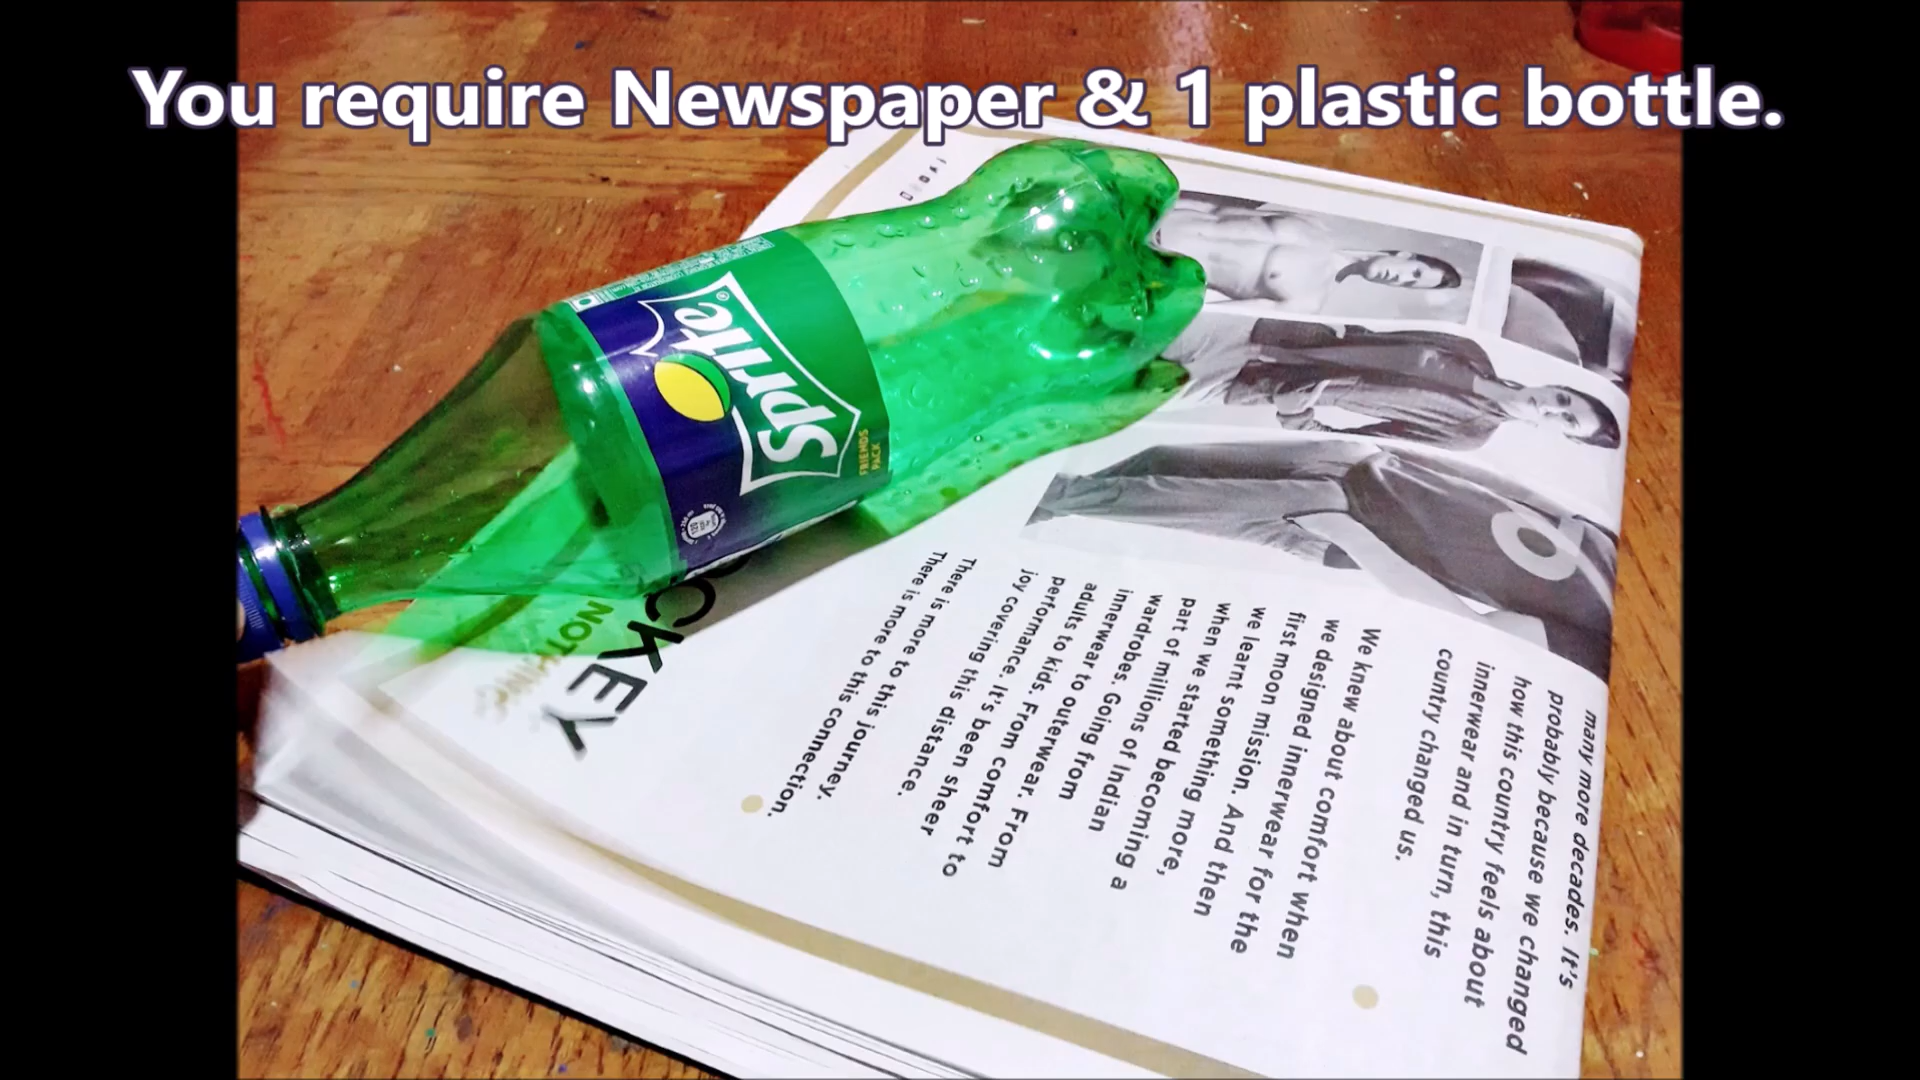 You require Newspaper & 1 plastic bottle.
Sprite
FRIENDS
PACK
CKEY
NOTHING
many more decades. It's
probably because we changed
how this country feels about
innerwear and in turn, this
country changed us.
We knew about comfort when
we designed innerwear for the
first moon mission. And then
we learnt something more,
when we started becoming a
part of millions of Indian
wardrobes. Going from
innerwear to outerwear. From
adults to kids. From comfort to
performance. It's been sheer
joy covering this distance.
There is more to this journey.
There is more to this connection.